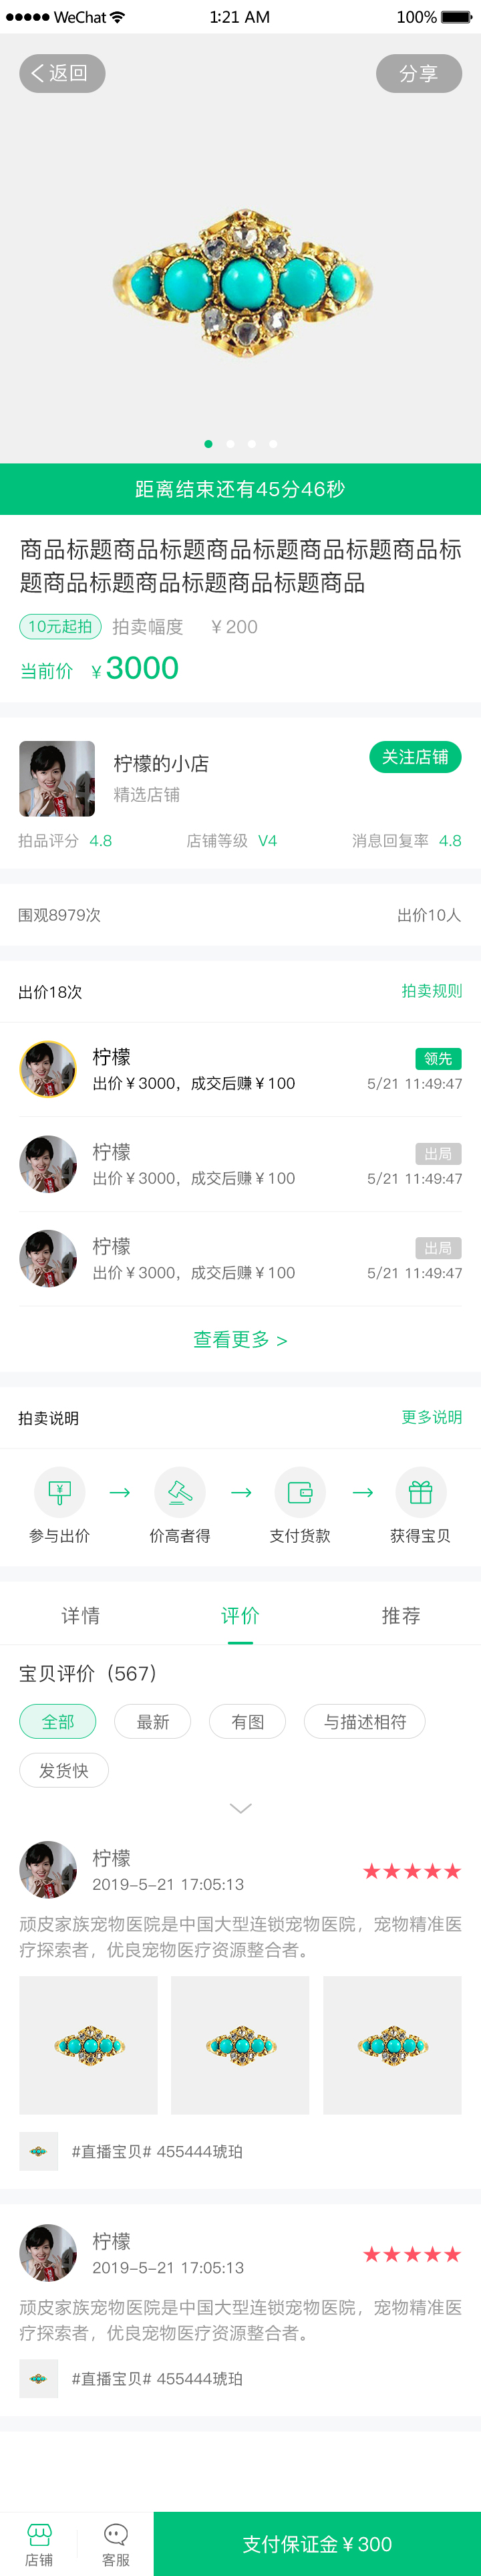 WeChat 1:21 AM 100%
返回 分享
距离结束还有45分46秒
商品标题商品标题商品标题商品标题商品标
题商品标题商品标题商品标题商品
10元起拍 拍卖幅度 ￥200
当前价 ￥3000
柠檬的小店 关注店铺
精选店铺
拍品评分 4.8 店铺等级 V4 消息回复率 4.8
围观8979次 出价10人
出价18次 拍卖规则
柠檬 领先
出价￥3000，成交后赚￥100 5/21 11:49:47
柠檬 出局
出价￥3000，成交后赚￥100 5/21 11:49:47
柠檬 出局
出价￥3000，成交后赚￥100 5/21 11:49:47
查看更多 >
拍卖说明 更多说明
参与出价 价高者得 支付货款 获得宝贝
详情 评价 推荐
宝贝评价（567）
全部 最新 有图 与描述相符
发货快
柠檬
2019-5-21 17:05:13
顽皮家族宠物医院是中国大型连锁宠物医院，宠物精准医
疗探索者，优良宠物医疗资源整合者。
#直播宝贝# 455444琥珀
柠檬
2019-5-21 17:05:13
顽皮家族宠物医院是中国大型连锁宠物医院，宠物精准医
疗探索者，优良宠物医疗资源整合者。
#直播宝贝# 455444琥珀
店铺 客服 支付保证金￥300